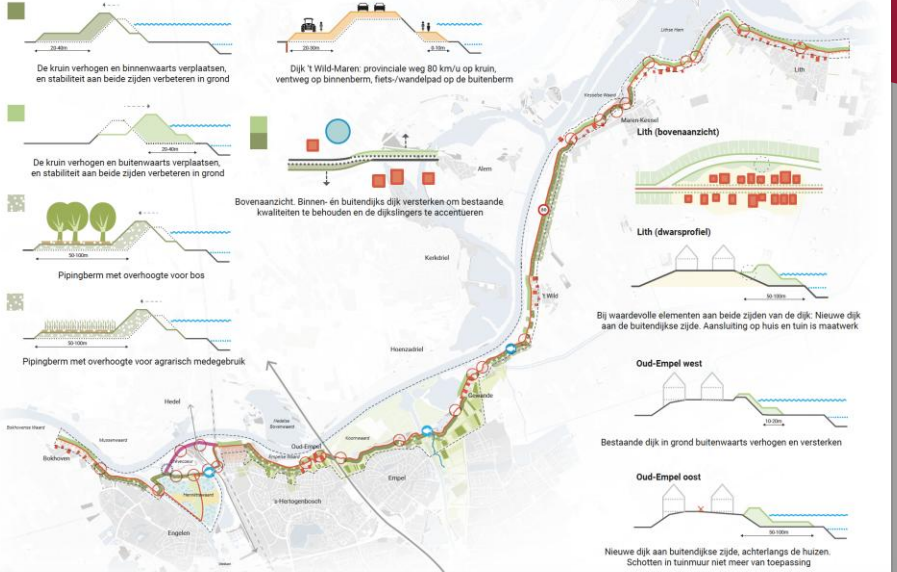 20-40m
De kruin verhogen en binnenwaarts verplaatsen,
en stabiliteit aan beide zijden verbeteren in grond
20-30m
0-10m
Dijk 't Wild-Maren: provinciale weg 80 km/u op kruin,
ventweg op binnenberm, fiets-/wandelpad op de buitenberm
20-40m
De kruin verhogen en buitenwaarts verplaatsen,
en stabiliteit aan beide zijden verbeteren in grond
Bovenaanzicht. Binnen- én buitendijks dijk versterken om bestaande
kwaliteiten te behouden en de dijkslingers te accentueren
50-100m
Pipingberm met overhoogte voor bos
50-100m
Pipingberm met overhoogte voor agrarisch medegebruik
Lith
Maren-Kessel
Alem
Kerkdriel
't Wild
Hoenzadriel
Gewande
Hedel
Oud-Empel
Empel
Bokhoven
Engelen
's-Hertogenbosch
80
Lith (bovenaanzicht)
Lith (dwarsprofiel)
50-100m
Bij waardevolle elementen aan beide zijden van de dijk: Nieuwe dijk
aan de buitendijkse zijde. Aansluiting op huis en tuin is maatwerk
Oud-Empel west
10-20m
Bestaande dijk in grond buitenwaarts verhogen en versterken
Oud-Empel oost
50-100m
Nieuwe dijk aan buitendijkse zijde, achterlangs de huizen.
Schotten in tuinmuur niet meer van toepassing